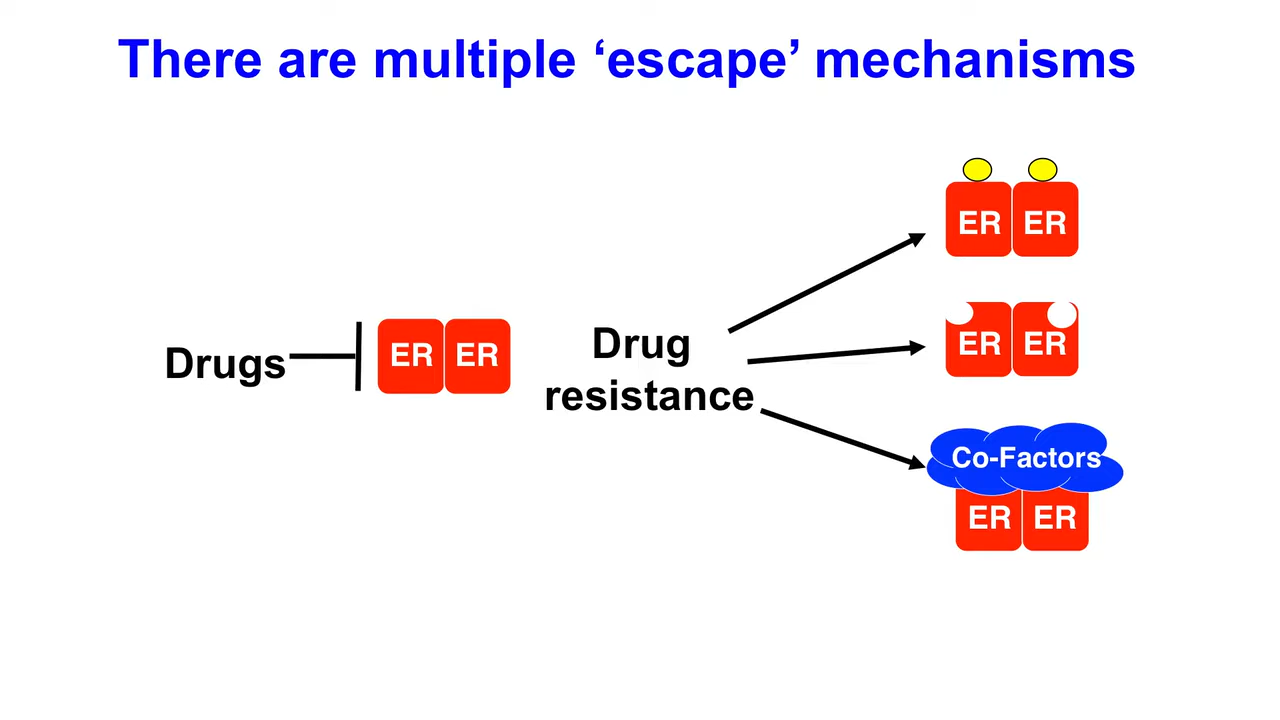 There are multiple ‘escape’ mechanisms
Drugs
ER ER
Drug
resistance
ER ER
ER ER
Co-Factors
ER ER